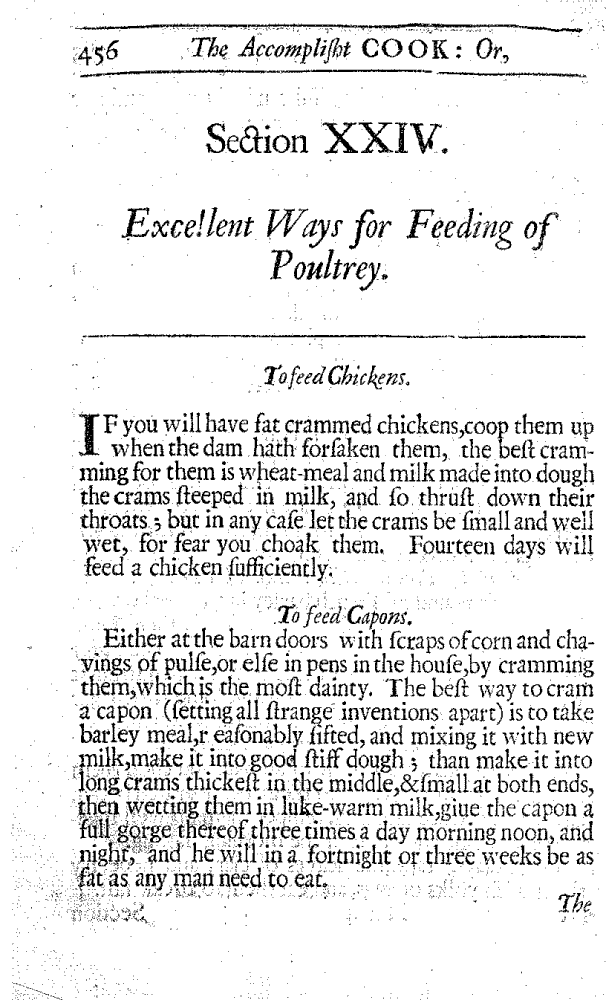 456 The Accompliſht COOK: Or,
Section XXIV.
Excellent Ways for Feeding of
Poultrey.
To feed Chickens.
IF you will have fat crammed chickens,coop them up
when the dam hath forſaken them, the beſt cram-
ming for them is wheat-meal and milk made into dough
the crams ſteeped in milk, and ſo thruſt down their
throats ; but in any caſe let the crams be ſmall and well
wet, for fear you choak them. Fourteen days will
feed a chicken ſufficiently.
To feed Capons.
Either at the barn doors with ſcraps of corn and cha-
vings of pulſe,or elſe in pens in the houſe,by cramming
them,which is the moſt dainty. The beſt way to cram
a capon (ſetting all ſtrange inventions apart) is to take
barley meal,r eaſonably ſifted, and mixing it with new
milk,make it into good ſtiff dough ; than make it into
long crams thickeſt in the middle,&ſmall at both ends,
then wetting them in luke-warm milk,giue the capon a
full gorge thereof three times a day morning noon, and
night, and he will in a fortnight or three weeks be as
fat as any man need to eat.
The